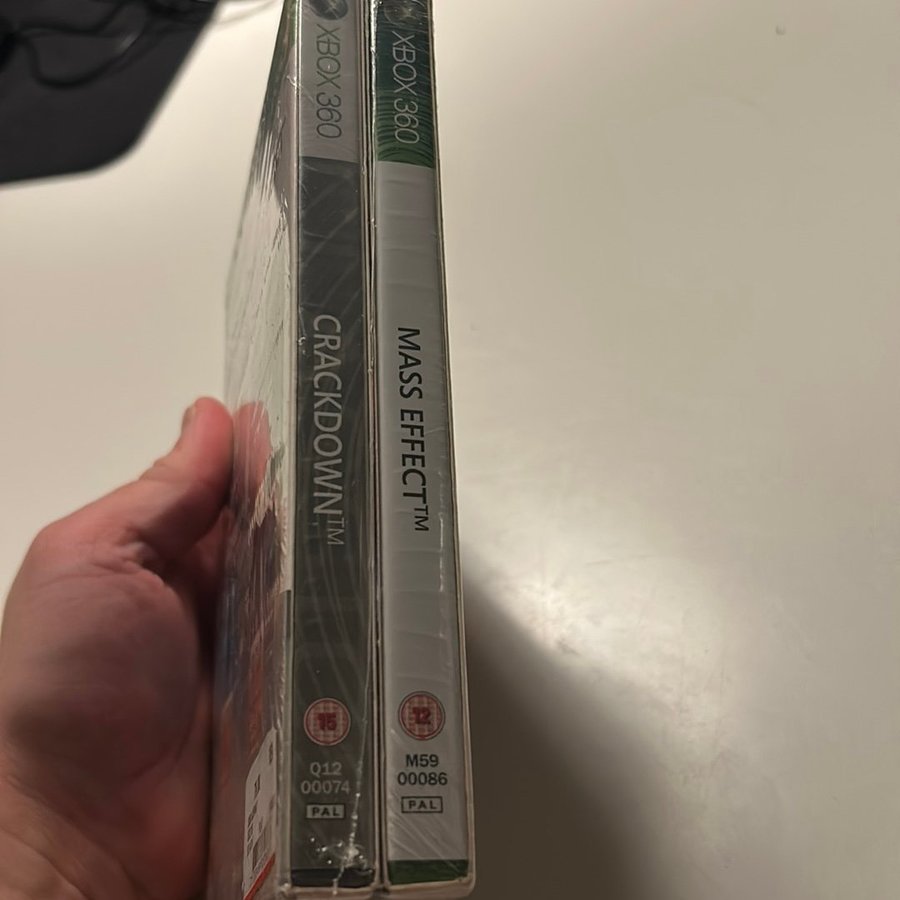 XBOX 360
CRACKDOWN™
15
Q12
00074
PAL
XBOX 360
MASS EFFECT™
12
M59
00086
PAL